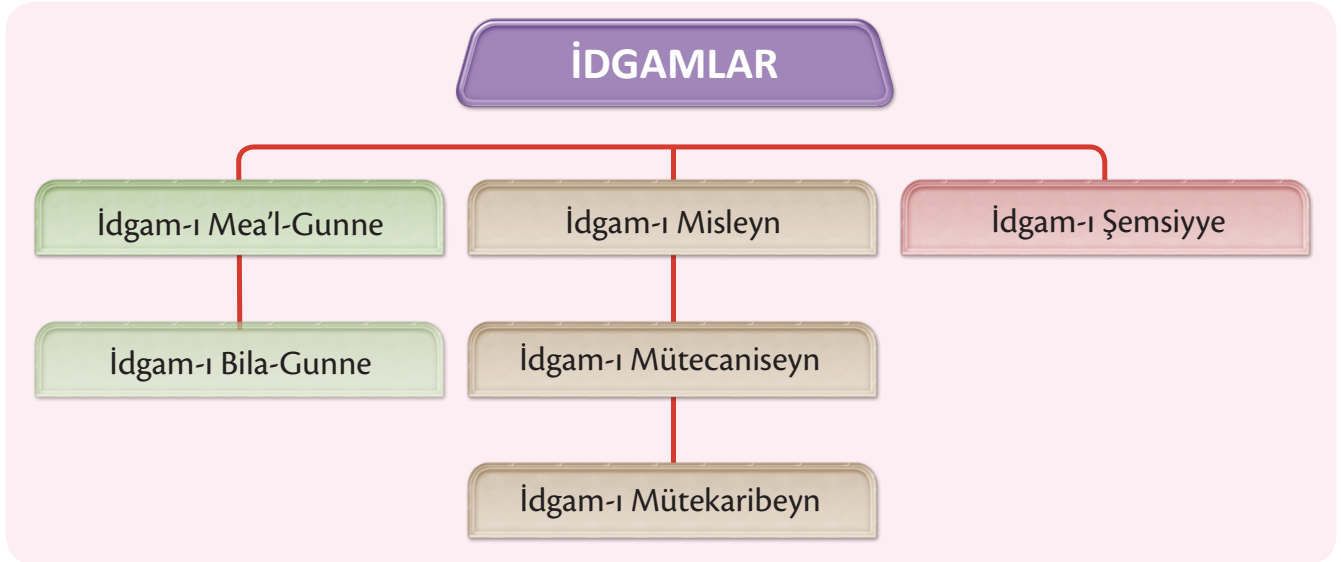 İDGAMLAR
İdgam-ı Mea'l-Gunne
İdgam-ı Misleyn
İdgam-ı Şemsiyye
İdgam-ı Bila-Gunne
İdgam-ı Mütecaniseyn
İdgam-ı Mütekaribeyn